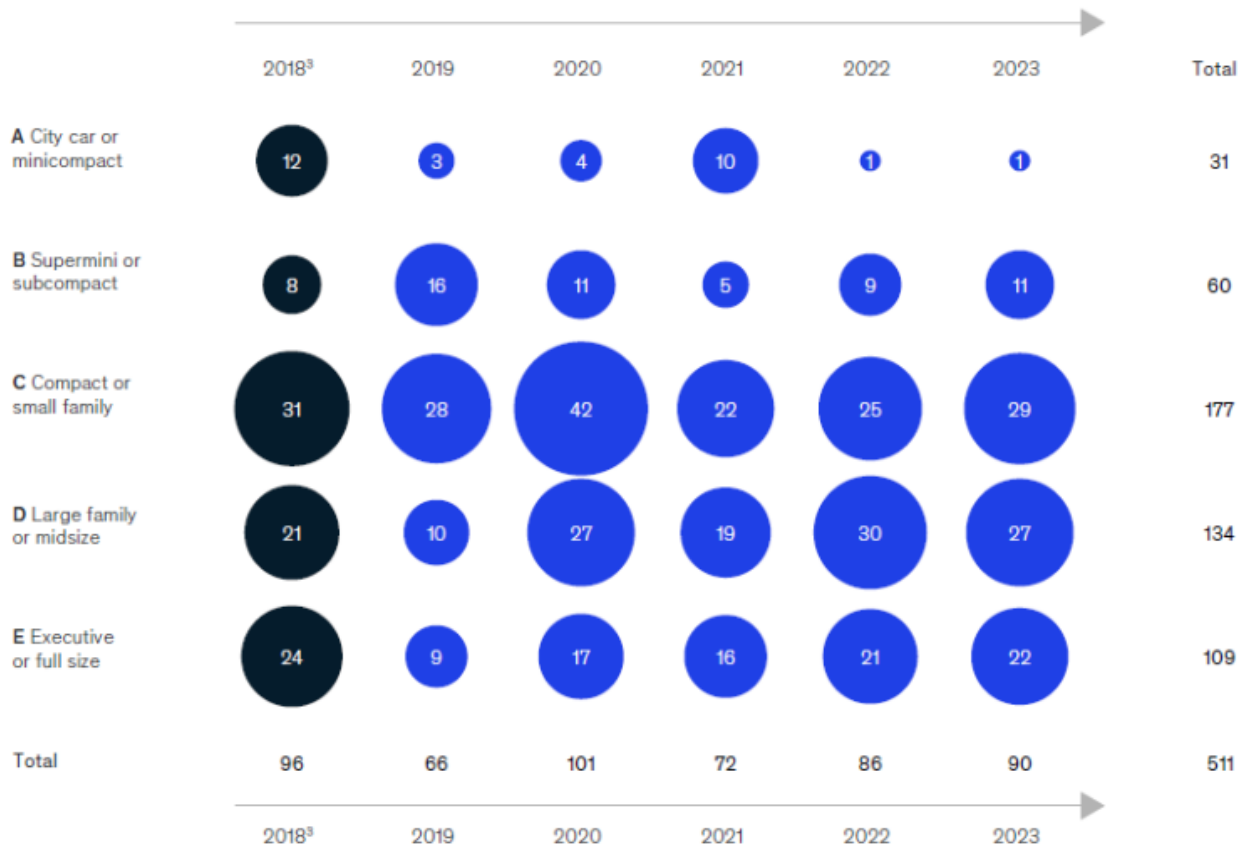 2018³ 2019 2020 2021 2022 2023 Total
A City car or
minicompact
12 3 4 10 1 1 31
B Supermini or
subcompact
8 16 11 5 9 11 60
C Compact or
small family
31 28 42 22 25 29 177
D Large family
or midsize
21 10 27 19 30 27 134
E Executive
or full size
24 9 17 16 21 22 109
Total 96 66 101 72 86 90 511
2018³ 2019 2020 2021 2022 2023